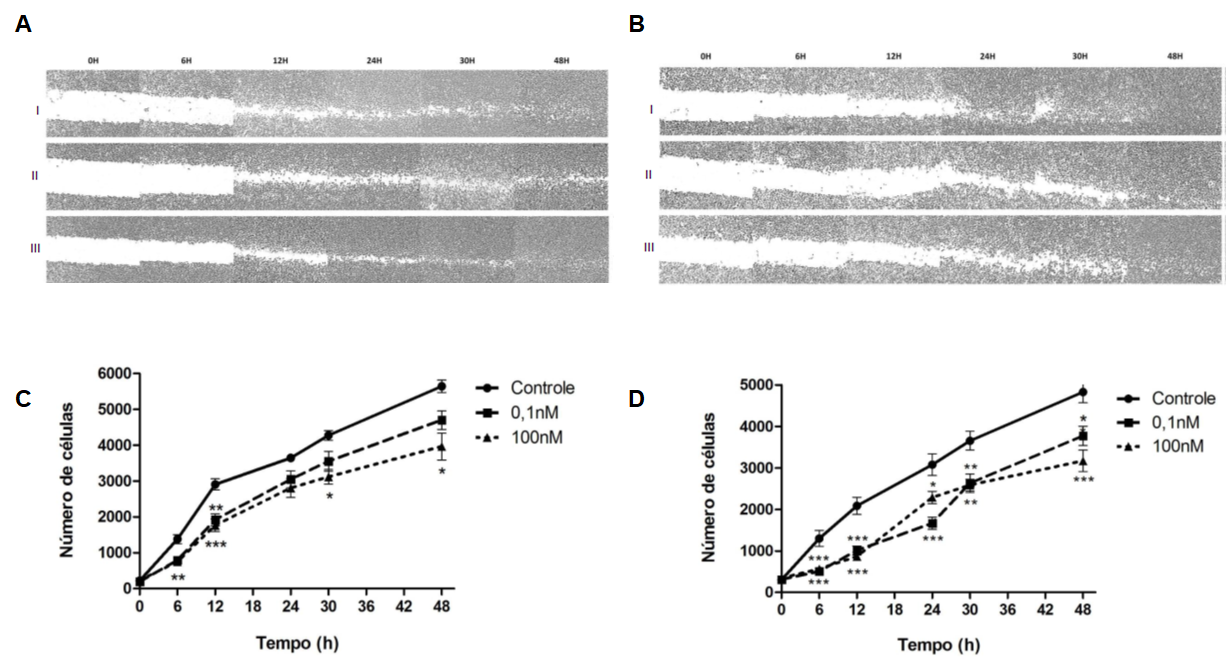 A
0H 6H 12H 24H 30H 48H
I
II
III
B
0H 6H 12H 24H 30H 48H
I
II
III
C
Número de células
6000
5000
4000
3000
2000
1000
0
** *** ** * *
0 6 12 18 24 30 36 42 48
Tempo (h)
Controle
0,1nM
100nM
D
Número de células
5000
4000
3000
2000
1000
0
*** *** *** *** * *** ** ** * * ***
0 6 12 18 24 30 36 42 48
Tempo (h)
Controle
0,1nM
100nM